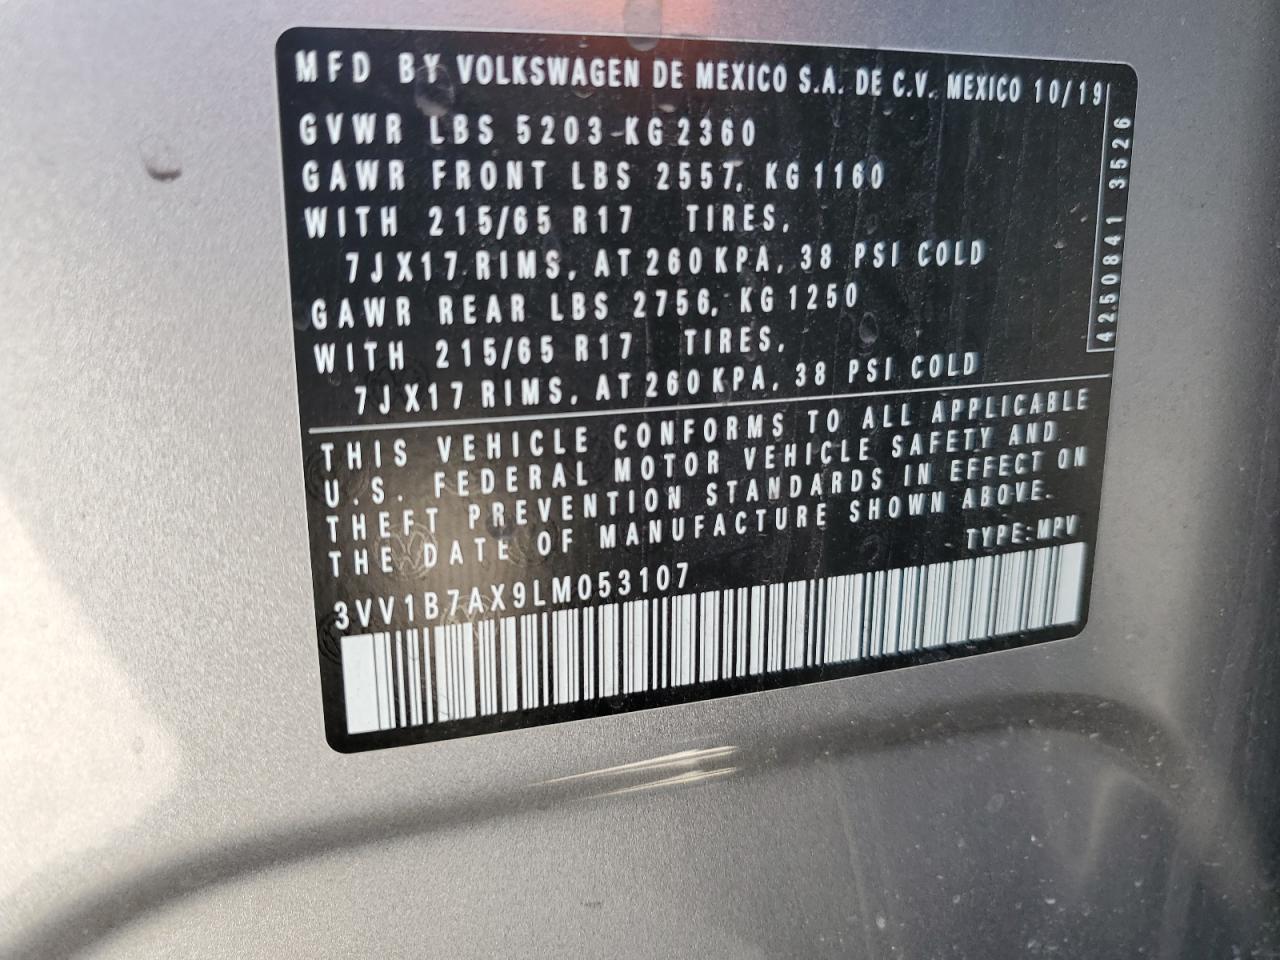 MFD BY VOLKSWAGEN DE MEXICO S.A. DE C.V. MEXICO 10/19
GVWR LBS 5203-KG 2360
GAWR FRONT LBS 2557, KG 1160
WITH 215/65 R17 TIRES,
7J X17 RIMS, AT 260 KPA, 38 PSI COLD
GAWR REAR LBS 2756, KG 1250
WITH 215/65 R17 TIRES,
7J X17 RIMS, AT 260 KPA, 38 PSI COLD
4250841 3526
THIS VEHICLE CONFORMS TO ALL APPLICABLE
U.S. FEDERAL MOTOR VEHICLE SAFETY AND
THEFT PREVENTION STANDARDS IN EFFECT ON
THE DATE OF MANUFACTURE SHOWN ABOVE.
TYPE:MPV
3VV1B7AX9LM053107